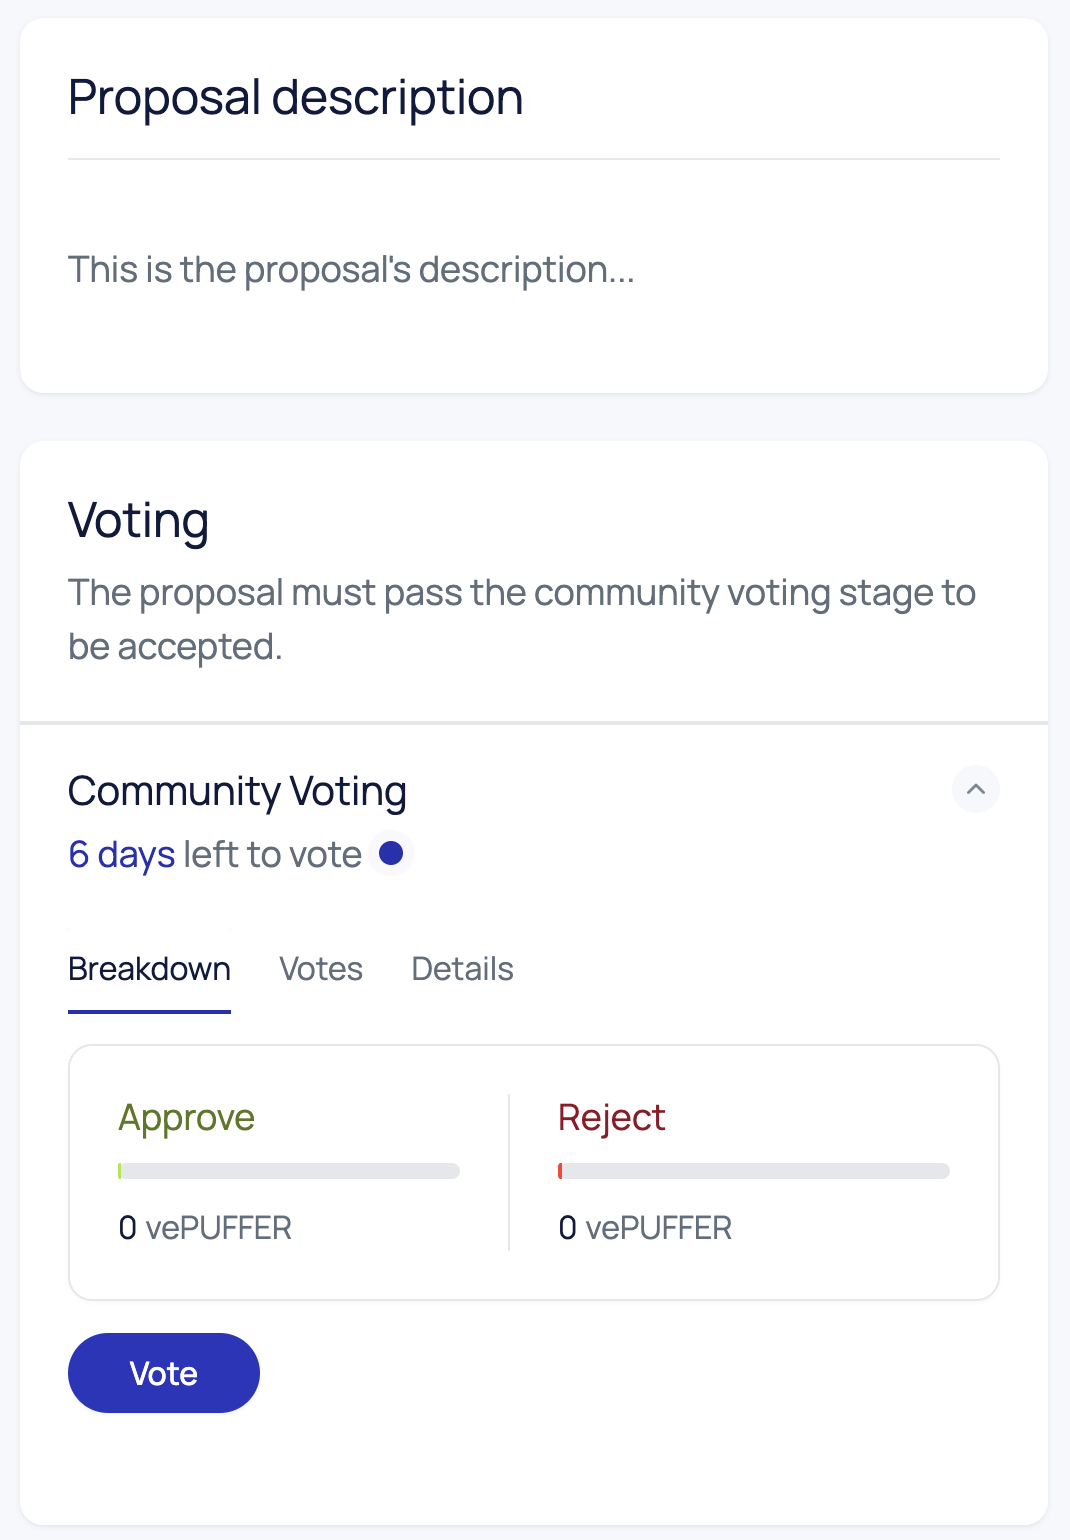 Proposal description
This is the proposal's description...
Voting
The proposal must pass the community voting stage to
be accepted.
Community Voting
6 days left to vote
Breakdown Votes Details
Approve Reject
0 vePUFFER 0 vePUFFER
Vote